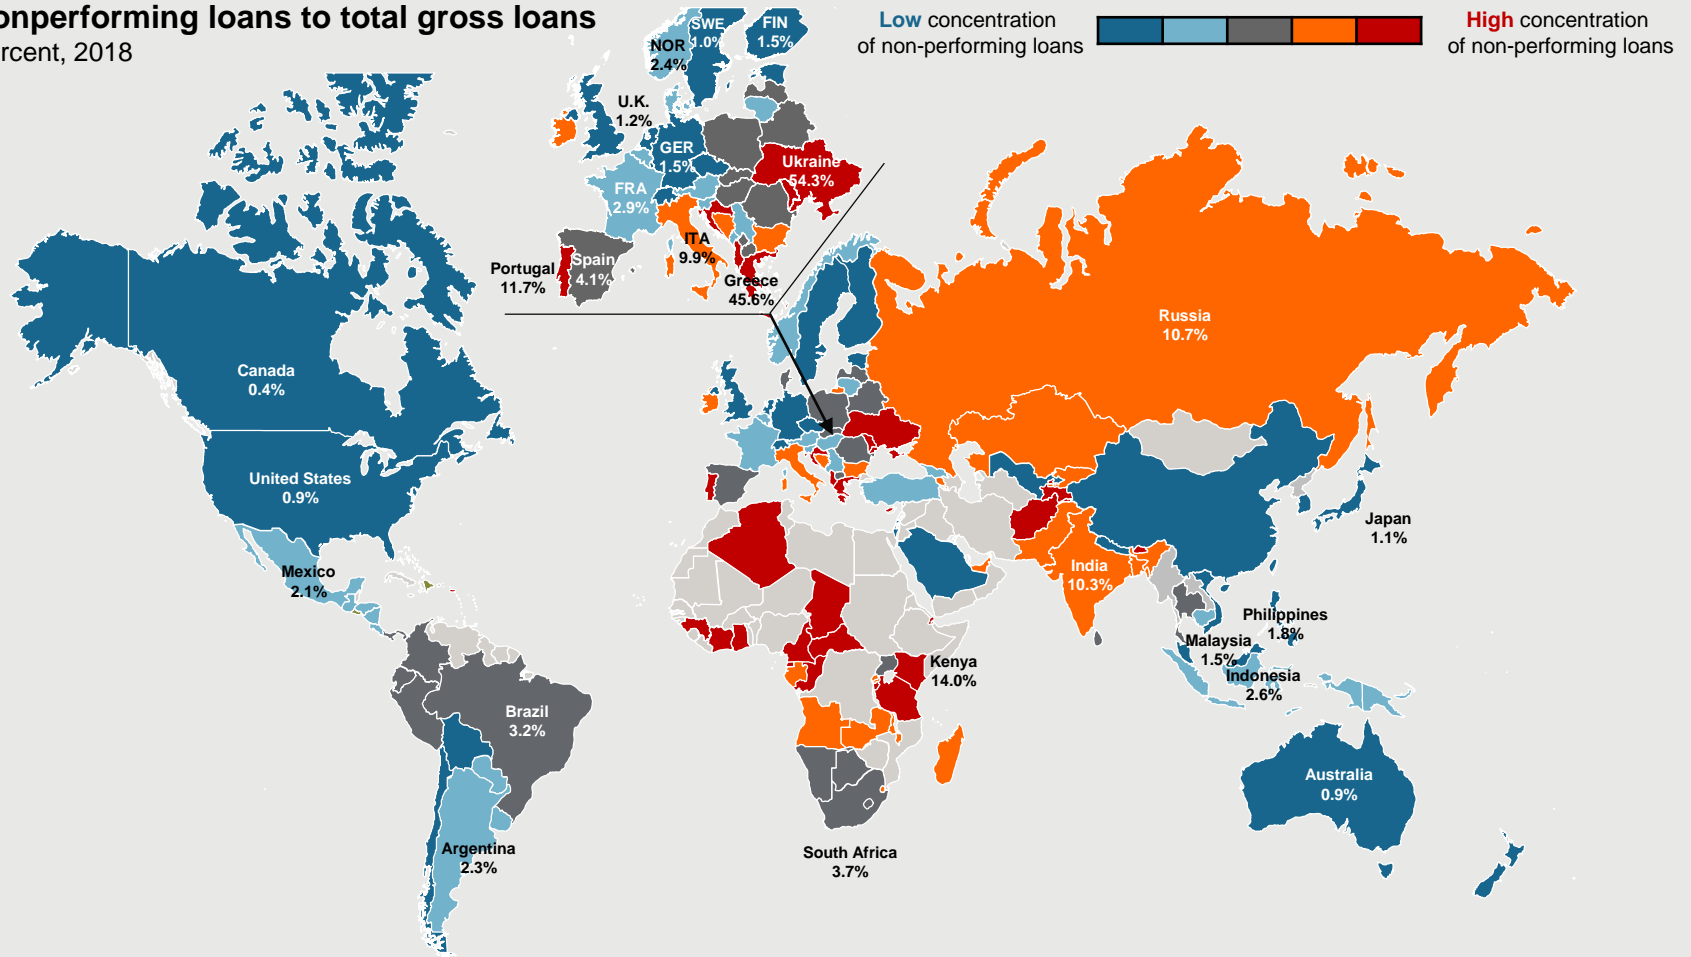 onperforming loans to total gross loans
rcent, 2018
Low concentration
of non-performing loans
High concentration
of non-performing loans
SWE
1.0%
FIN
1.5%
NOR
2.4%
U.K.
1.2%
GER
1.5%
Ukraine
54.3%
FRA
2.9%
ITA
9.9%
Portugal
11.7%
Spain
4.1%
Greece
45.6%
Russia
10.7%
Canada
0.4%
United States
0.9%
Japan
1.1%
Mexico
2.1%
India
10.3%
Philippines
1.8%
Malaysia
1.5%
Indonesia
2.6%
Kenya
14.0%
Brazil
3.2%
Australia
0.9%
Argentina
2.3%
South Africa
3.7%